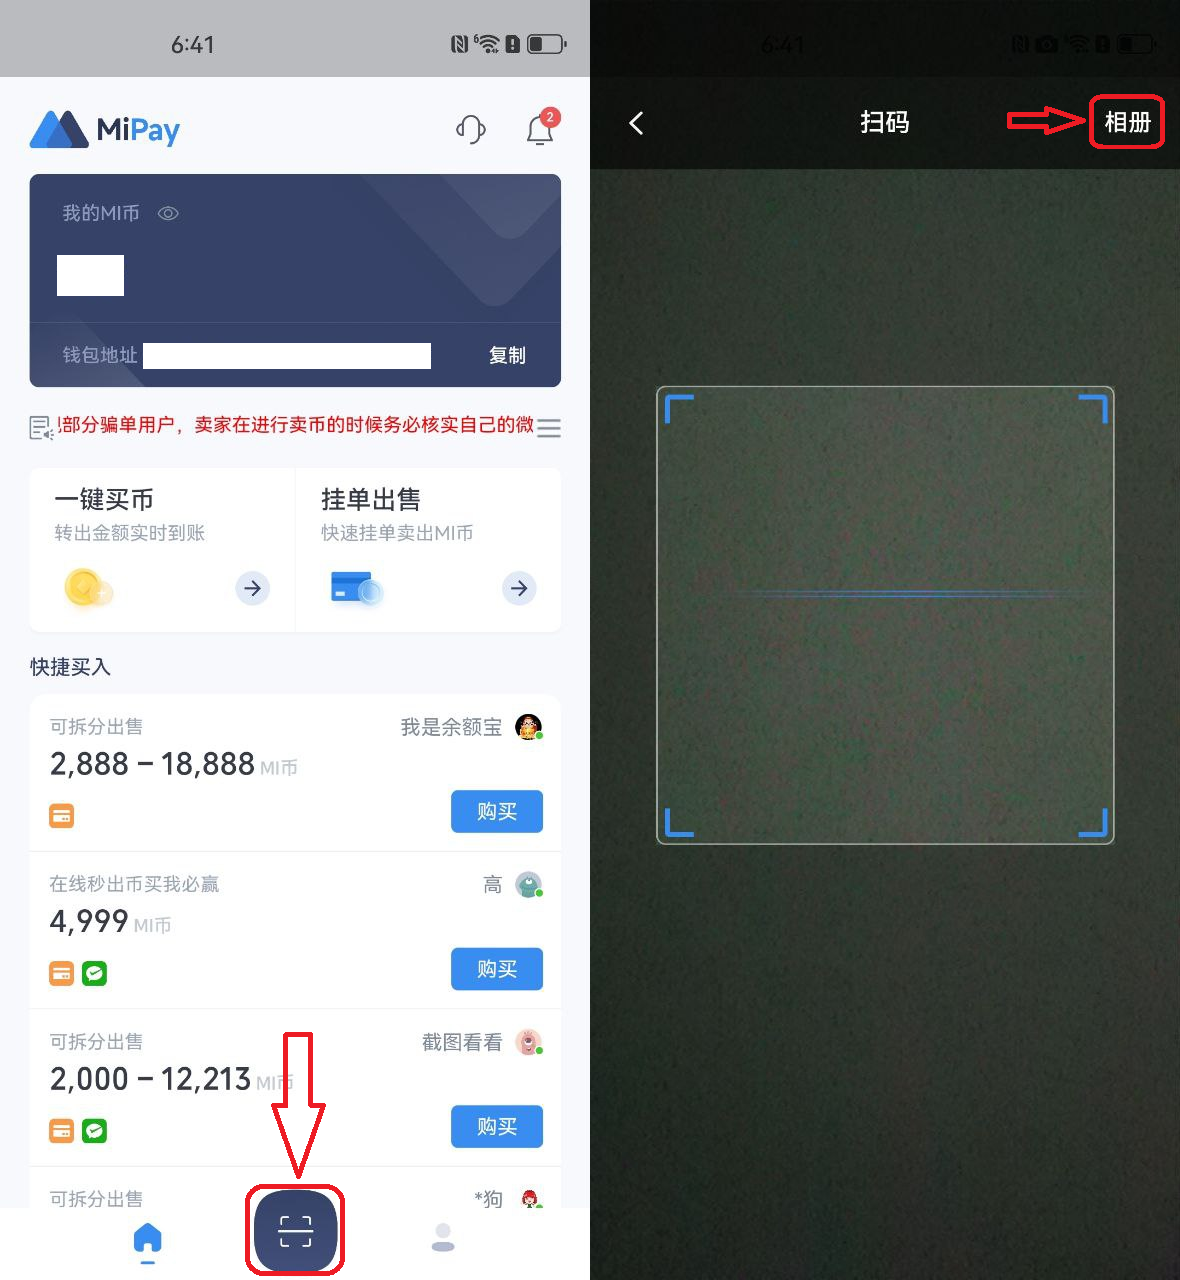 6:41
MiPay
2
我的MI币
钱包地址
复制
部分骗单用户，卖家在进行卖币的时候务必核实自己的微
一键买币
转出金额实时到账
挂单出售
快速挂单卖出MI币
快捷买入
可拆分出售
我是余额宝
2,888 – 18,888 MI币
购买
在线秒出币买我必赢
高
4,999 MI币
购买
可拆分出售
截图看看
2,000 – 12,213 MI币
购买
可拆分出售
*狗
6:41
扫码
相册